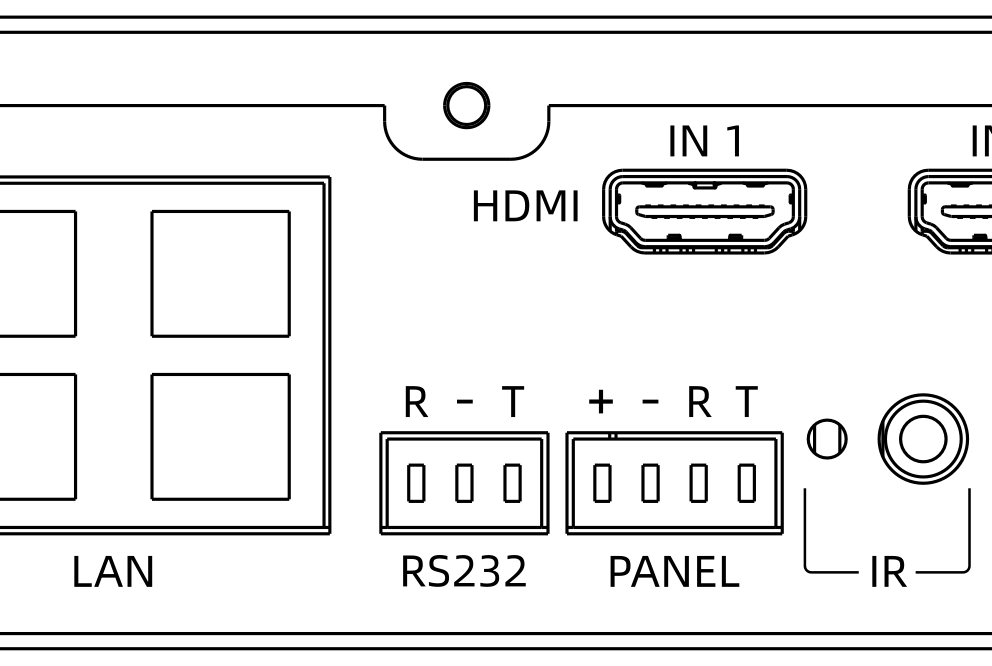 IN 1
HDMI
R - T
+ - R T
LAN
RS232
PANEL
IR